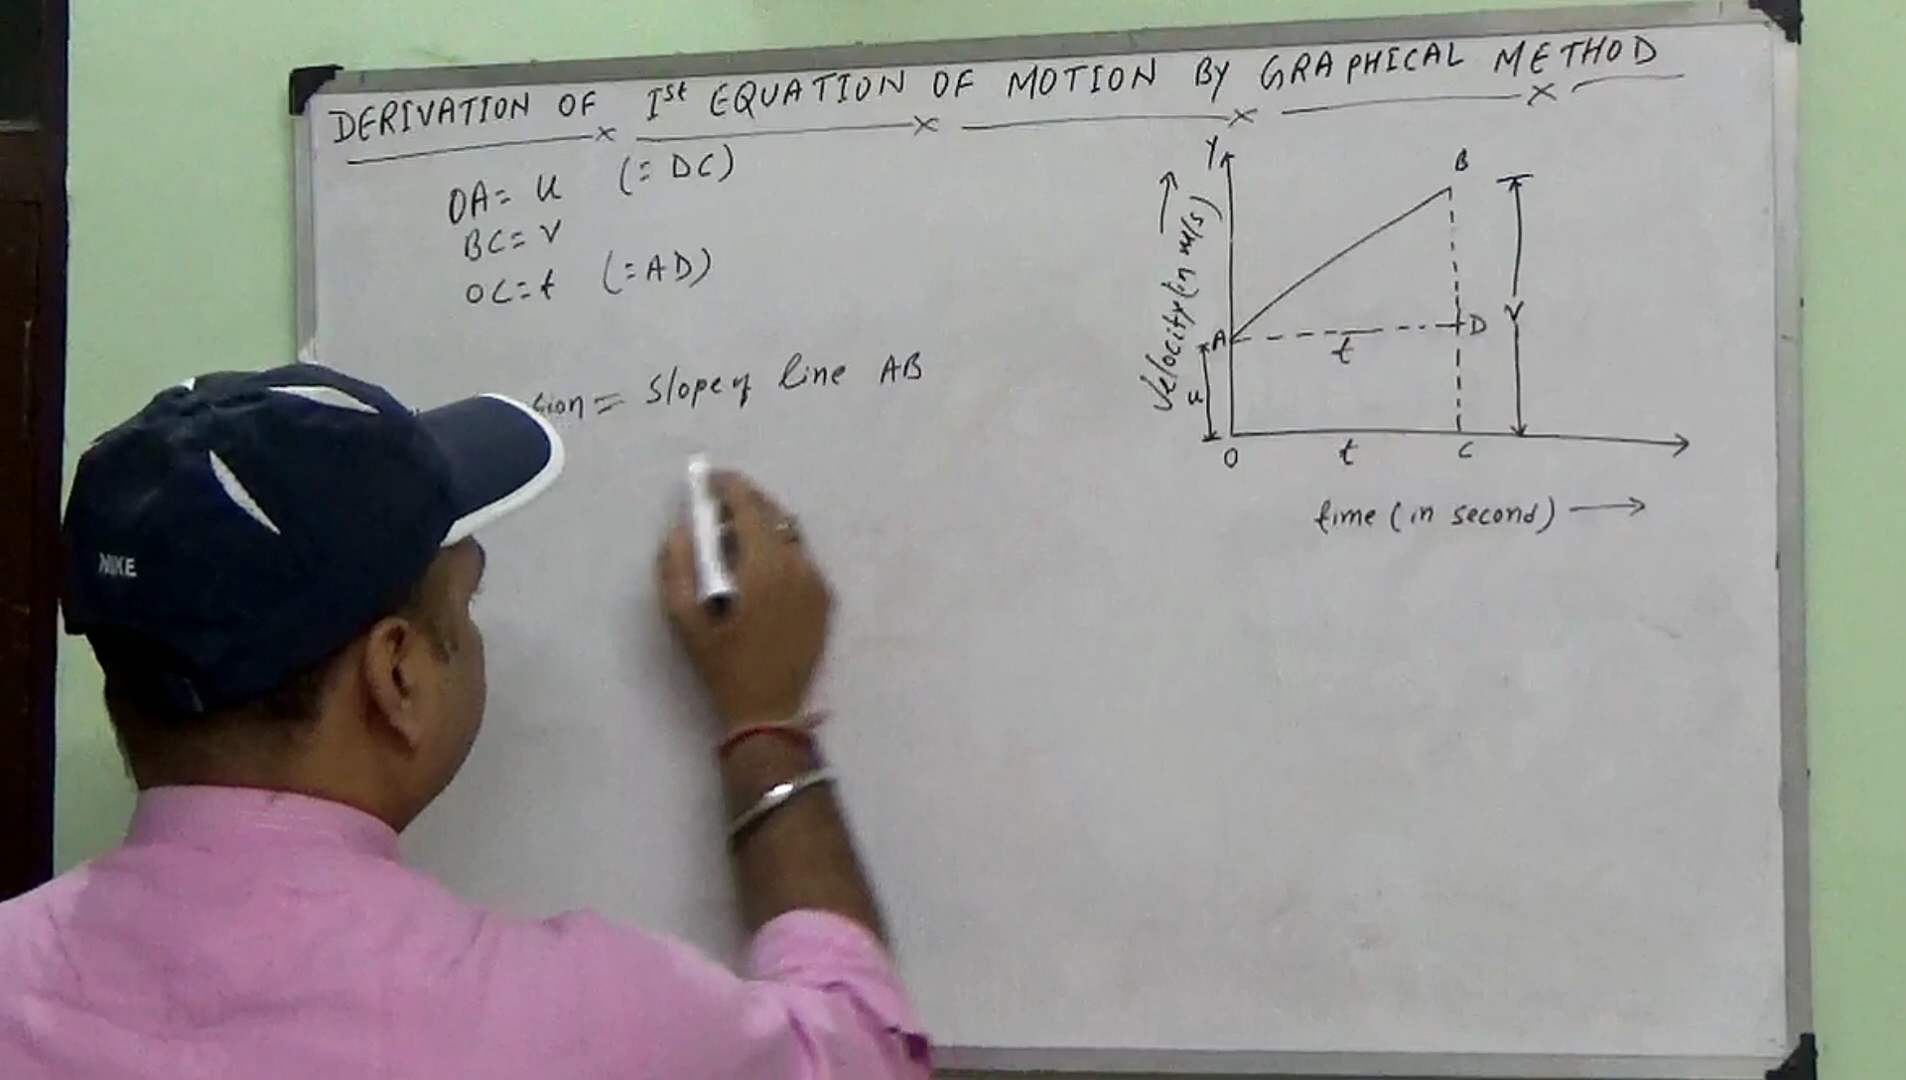 DERIVATION OF Ist EQUATION OF MOTION BY GRAPHICAL METHOD
OA= u (= DC)
BC= v
OC= t (=AD)
= slope of line AB
Y
B
Velocity (in m/s)
V
A
D
t
u
O
t
C
time (in second)
NIKE